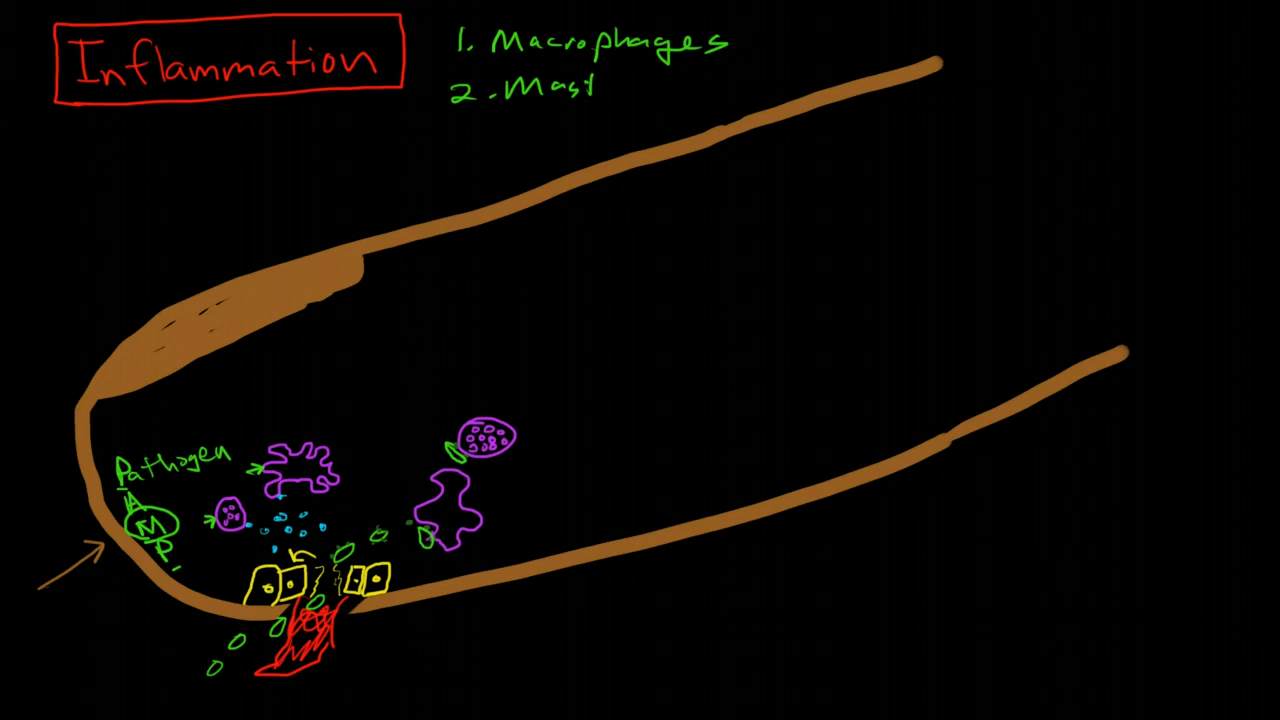 Inflammation
1. Macrophages
2. Mast
Pathogen
A
M
P.